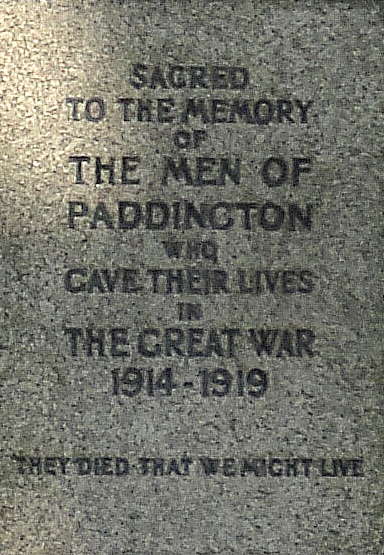 SACRED
TO THE MEMORY
OF
THE MEN OF
PADDINGTON
WHO
GAVE THEIR LIVES
IN
THE GREAT WAR
1914-1919
THEY DIED THAT WE MIGHT LIVE